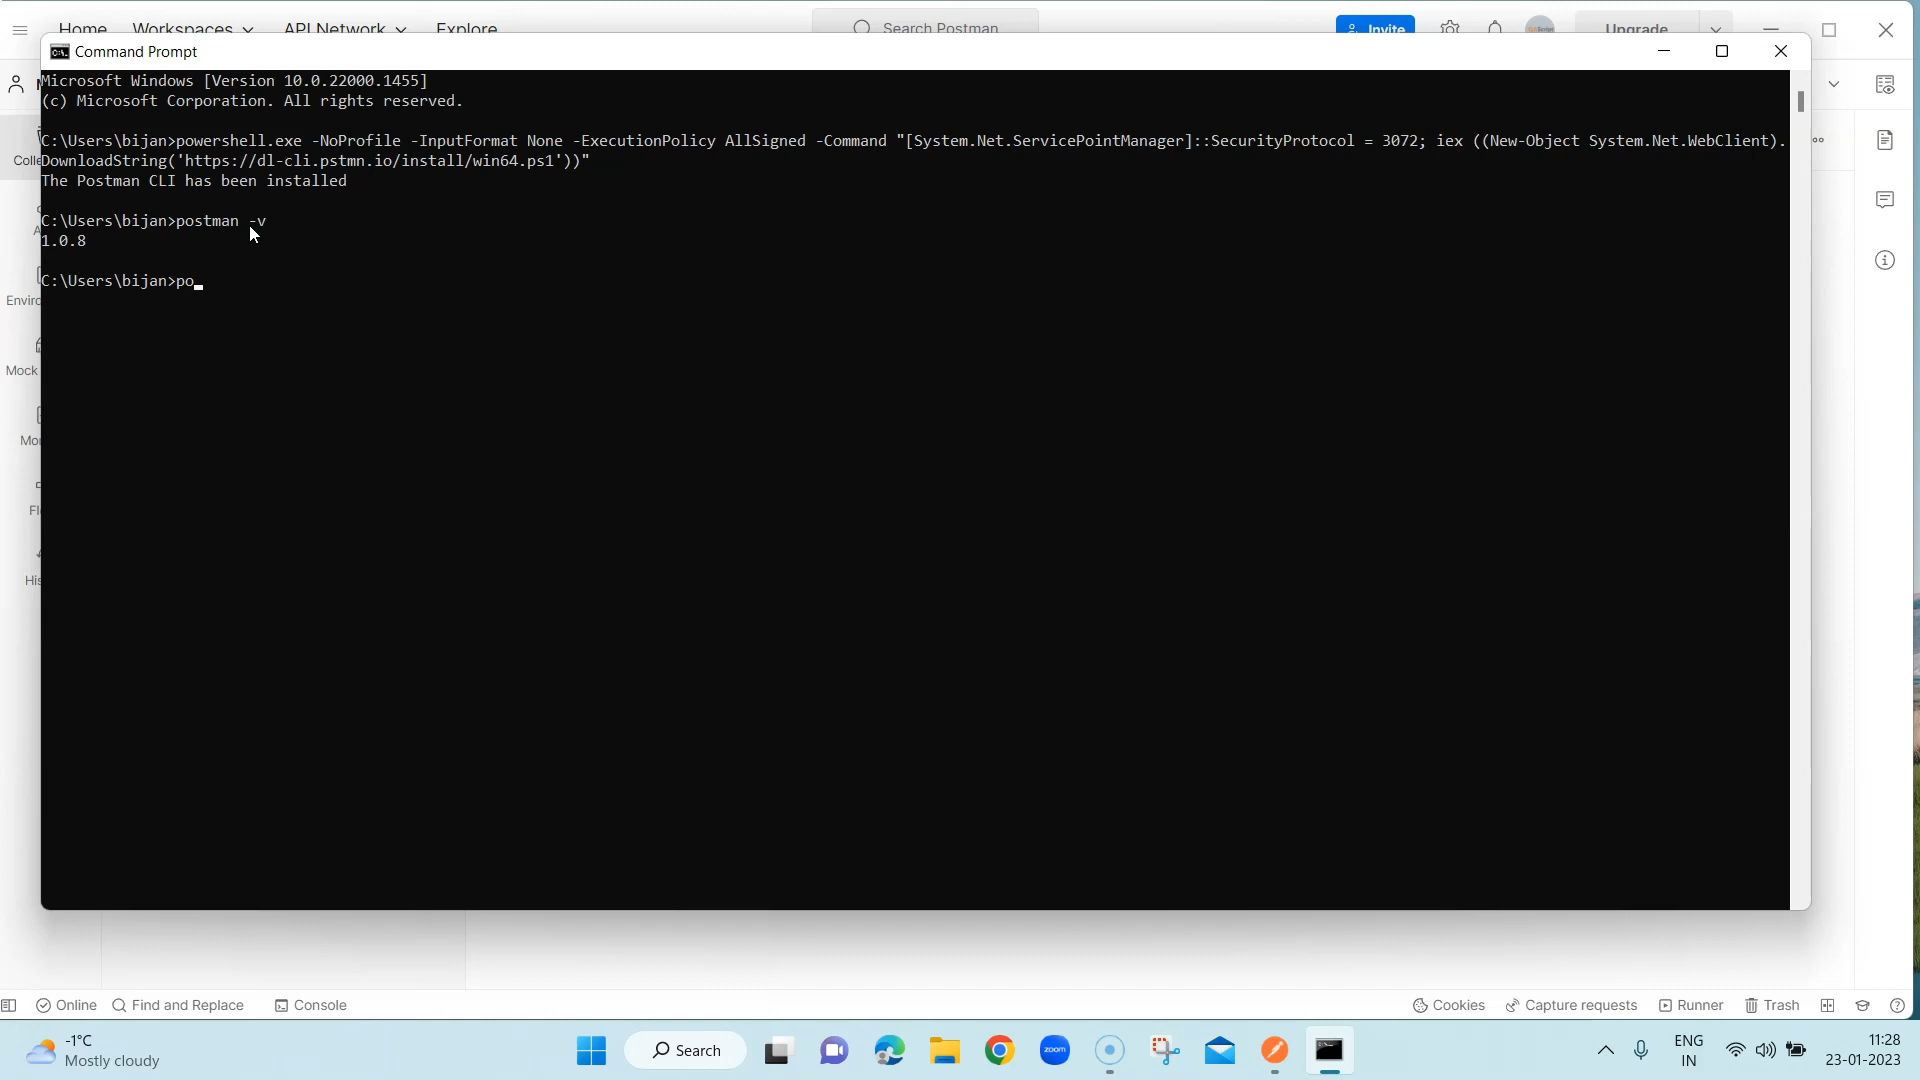 Home Workspaces API Network Explore
Search Postman
Invite
Upgrade
Command Prompt
Microsoft Windows [Version 10.0.22000.1455]
(c) Microsoft Corporation. All rights reserved.
C:\Users\bijan>powershell.exe -NoProfile -InputFormat None -ExecutionPolicy AllSigned -Command "[System.Net.ServicePointManager]::SecurityProtocol = 3072; iex ((New-Object System.Net.WebClient).
DownloadString('https://dl-cli.pstmn.io/install/win64.ps1'))"
The Postman CLI has been installed
C:\Users\bijan>postman -v
1.0.8
C:\Users\bijan>po
Colle
A
Enviro
Mock
Mor
Fl
His
Online Find and Replace Console
Cookies Capture requests Runner Trash
-1°C
Mostly cloudy
Search
zoom
ENG
IN
11:28
23-01-2023